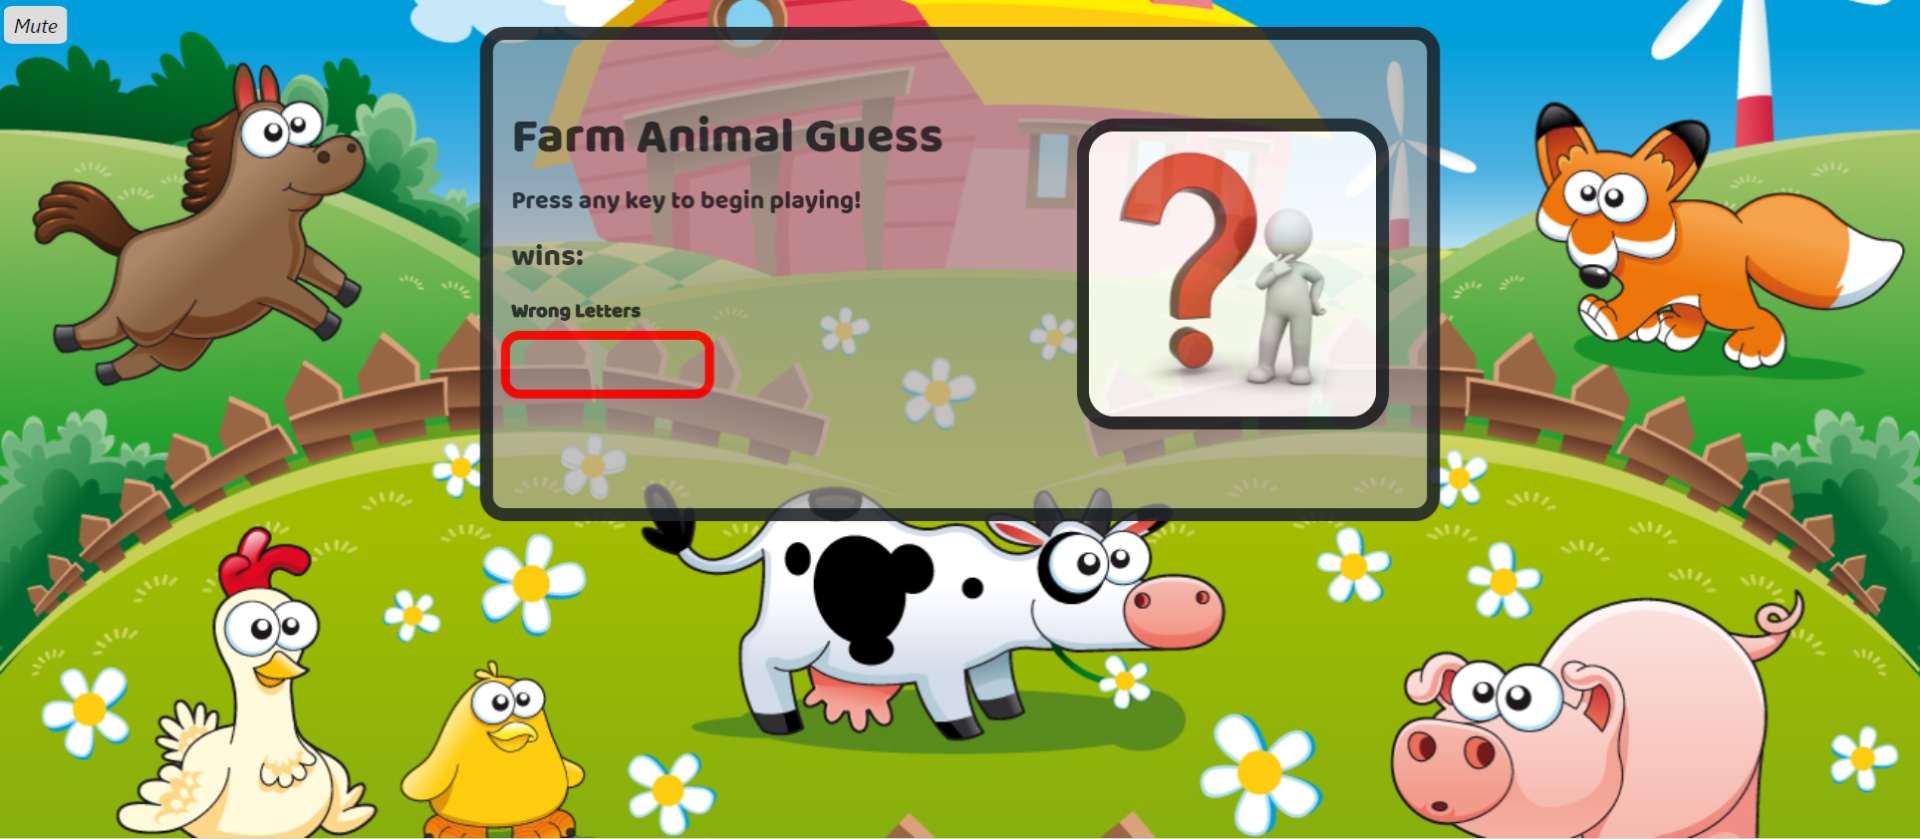 Mute
Farm Animal Guess
Press any key to begin playing!
wins:
Wrong Letters